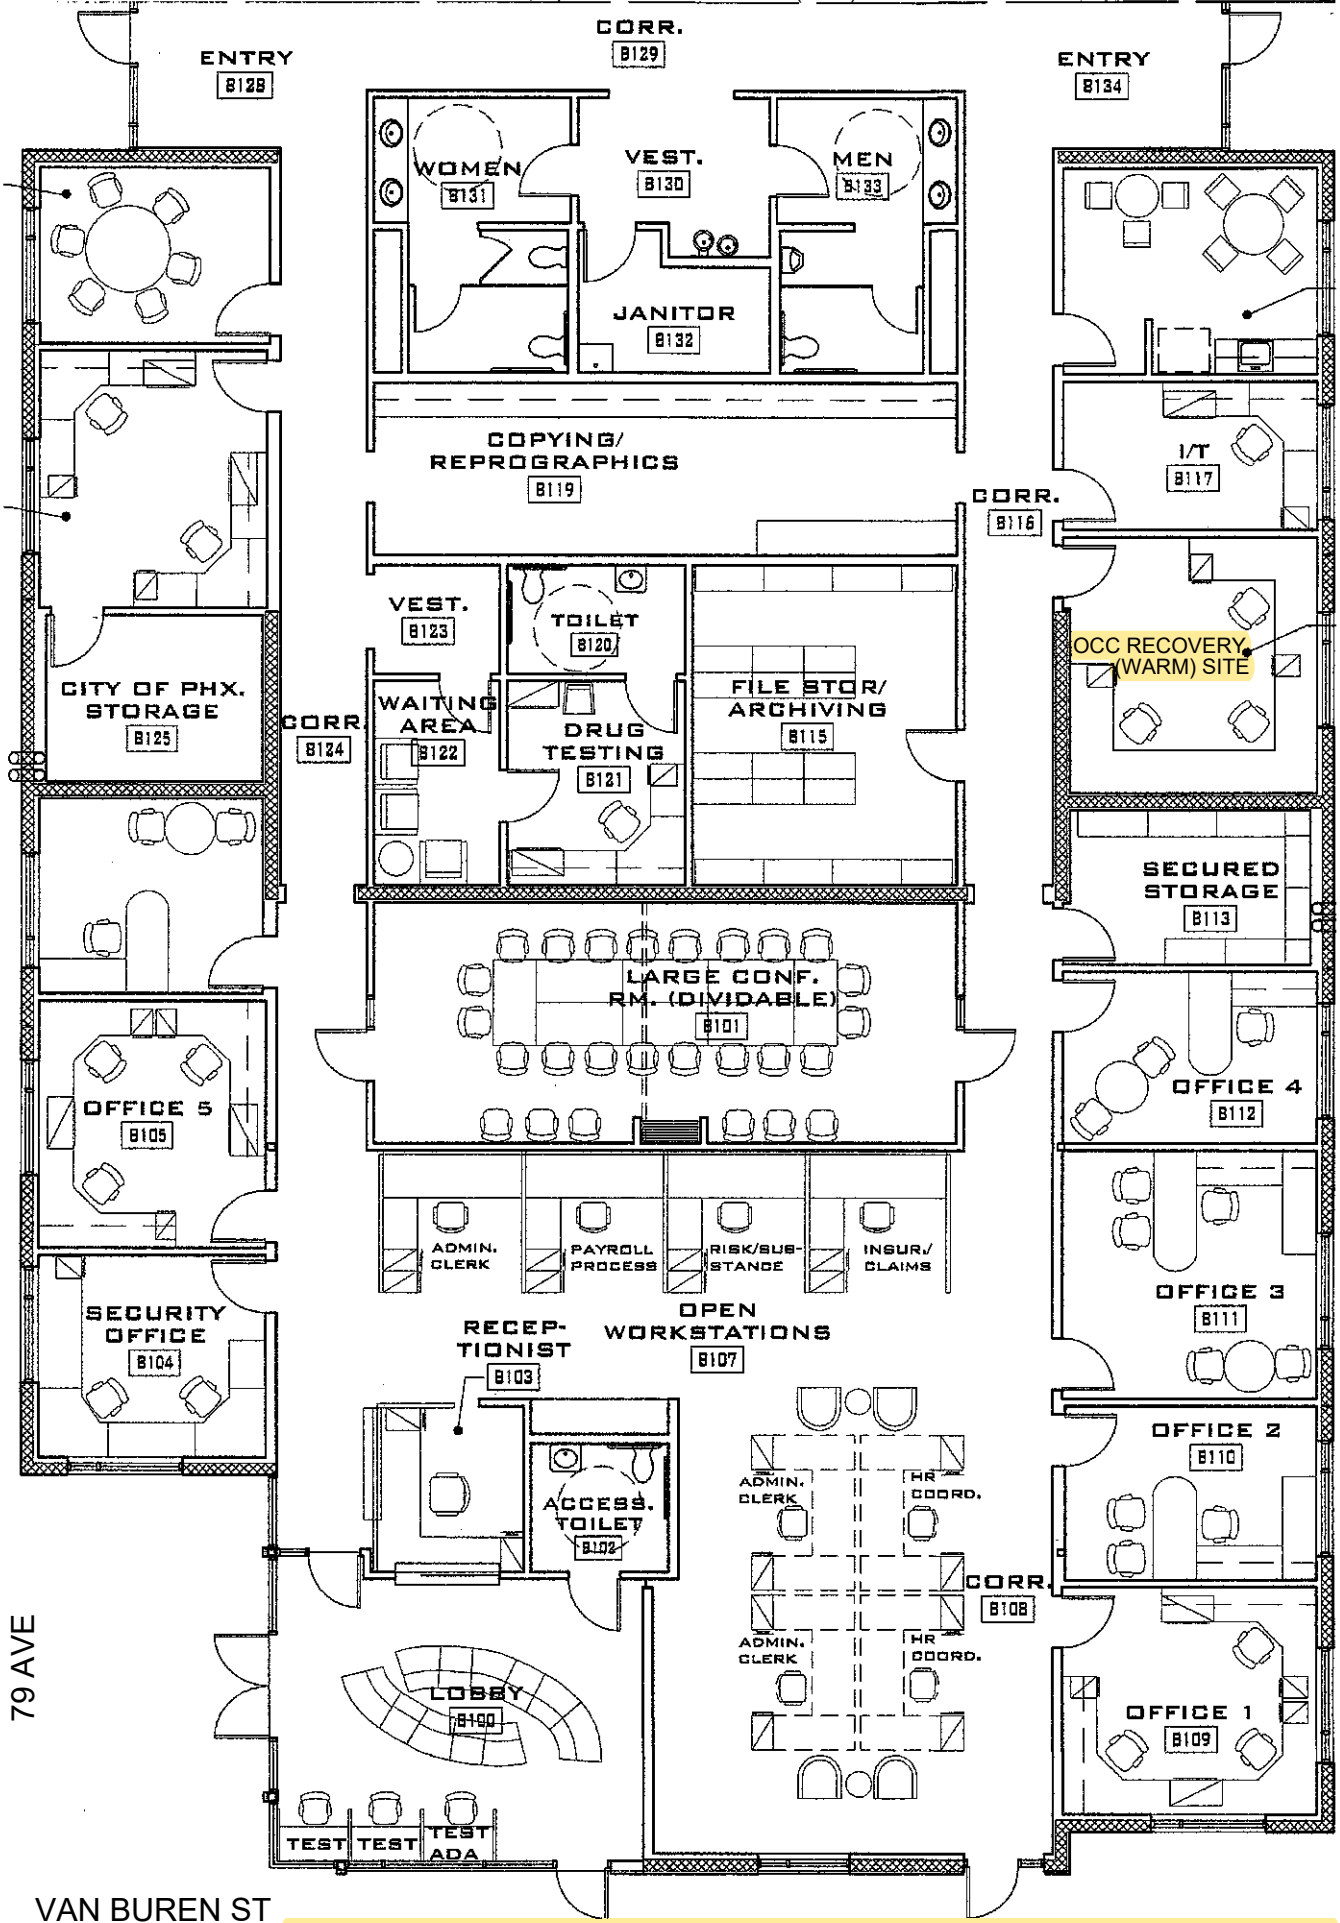 CORR.
B129
ENTRY
B128
ENTRY
B134
WOMEN
B131
VEST.
B130
MEN
B133
JANITOR
B132
COPYING/
REPROGRAPHICS
B119
I/T
B117
CORR.
B116
VEST.
B123
TOILET
B120
OCC RECOVERY
(WARM) SITE
CITY OF PHX.
STORAGE
B125
CORR.
B124
WAITING
AREA
B122
DRUG
TESTING
B121
FILE STOR/
ARCHIVING
B115
SECURED
STORAGE
B113
LARGE CONF.
RM. (DIVIDABLE)
B101
OFFICE 4
B112
OFFICE 5
B105
ADMIN.
CLERK
PAYROLL
PROCESS
RISK/SUB-
STANCE
INSUR./
CLAIMS
OFFICE 3
B111
SECURITY
OFFICE
B104
RECEP-
TIONIST
B103
OPEN
WORKSTATIONS
B107
OFFICE 2
B110
ADMIN.
CLERK
HR
COORD.
ACCESS.
TOILET
B102
CORR.
B108
ADMIN.
CLERK
HR
COORD.
79 AVE
LOBBY
B100
OFFICE 1
B109
TEST
TEST
TEST
ADA
VAN BUREN ST